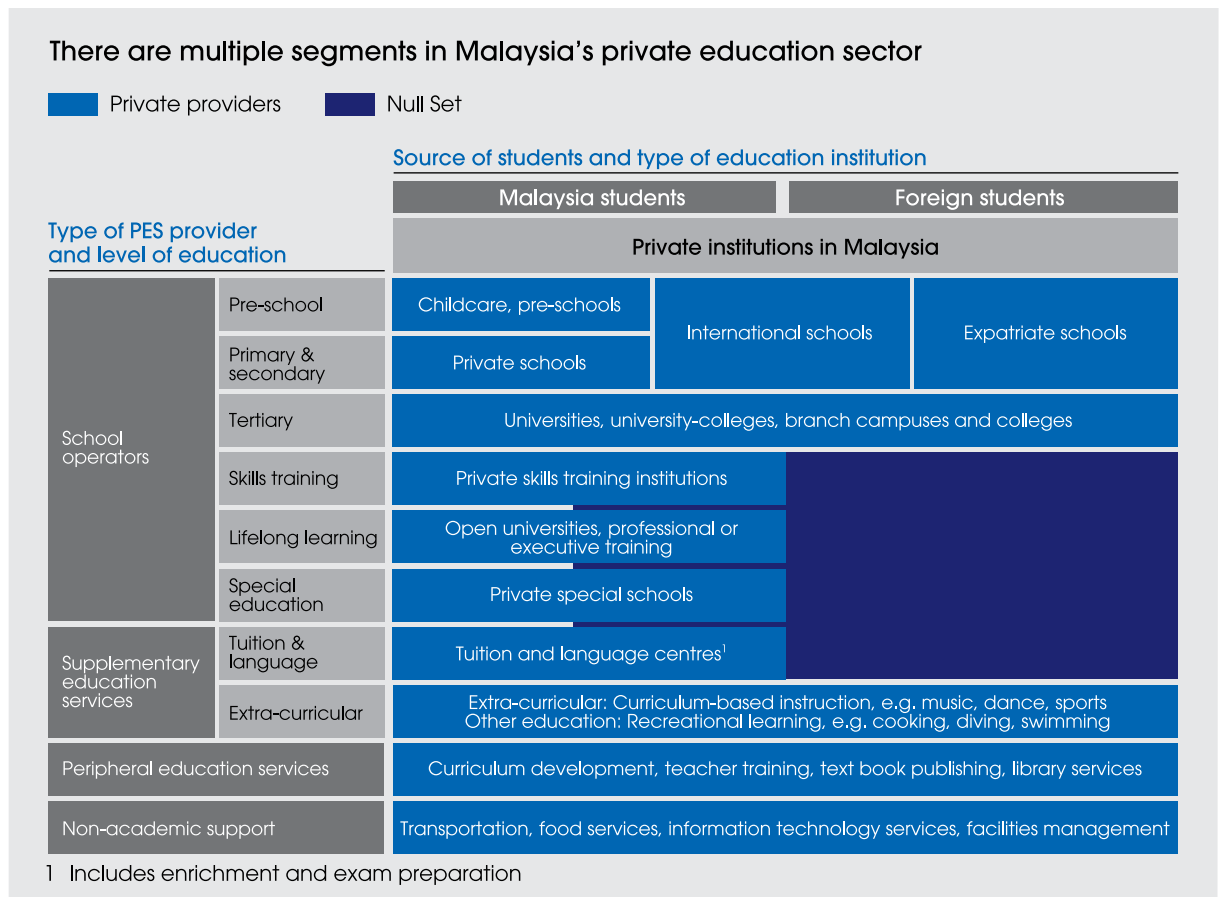 There are multiple segments in Malaysia's private education sector
Private providers
Null Set
Source of students and type of education institution
Malaysia students
Foreign students
Type of PES provider
and level of education
Private institutions in Malaysia
School
operators
Pre-school
Childcare, pre-schools
International schools
Expatriate schools
Primary &
secondary
Private schools
Tertiary
Universities, university-colleges, branch campuses and colleges
Skills training
Private skills training institutions
Lifelong learning
Open universities, professional or
executive training
Special
education
Private special schools
Supplementary
education
services
Tuition &
language
Tuition and language centres¹
Extra-curricular
Extra-curricular: Curriculum-based instruction, e.g. music, dance, sports
Other education: Recreational learning, e.g. cooking, diving, swimming
Peripheral education services
Curriculum development, teacher training, text book publishing, library services
Non-academic support
Transportation, food services, information technology services, facilities management
1 Includes enrichment and exam preparation